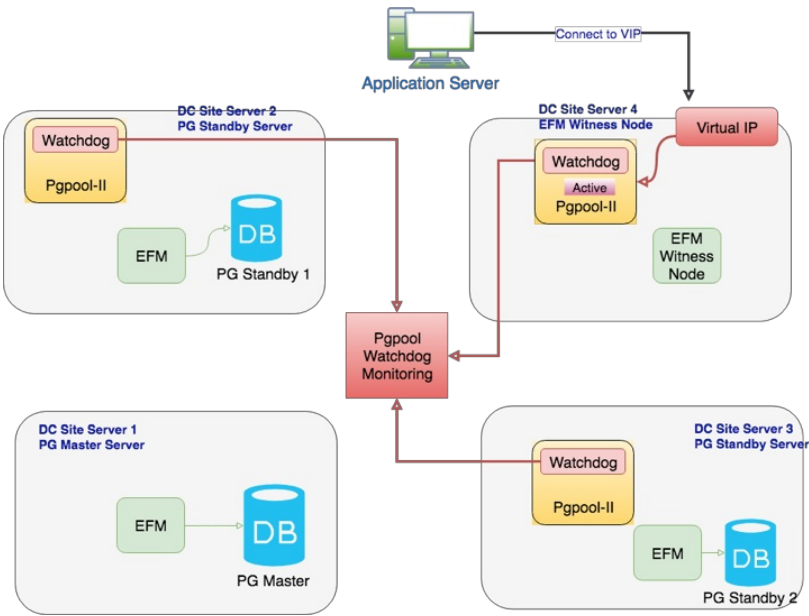 Connect to VIP
Application Server
DC Site Server 2
PG Standby Server
Watchdog
Pgpool-II
EFM
DB
PG Standby 1
DC Site Server 4
EFM Witness Node
Virtual IP
Watchdog
Active
Pgpool-II
EFM
Witness
Node
Pgpool
Watchdog
Monitoring
DC Site Server 1
PG Master Server
EFM
DB
PG Master
DC Site Server 3
PG Standby Server
Watchdog
Pgpool-II
EFM
DB
PG Standby 2